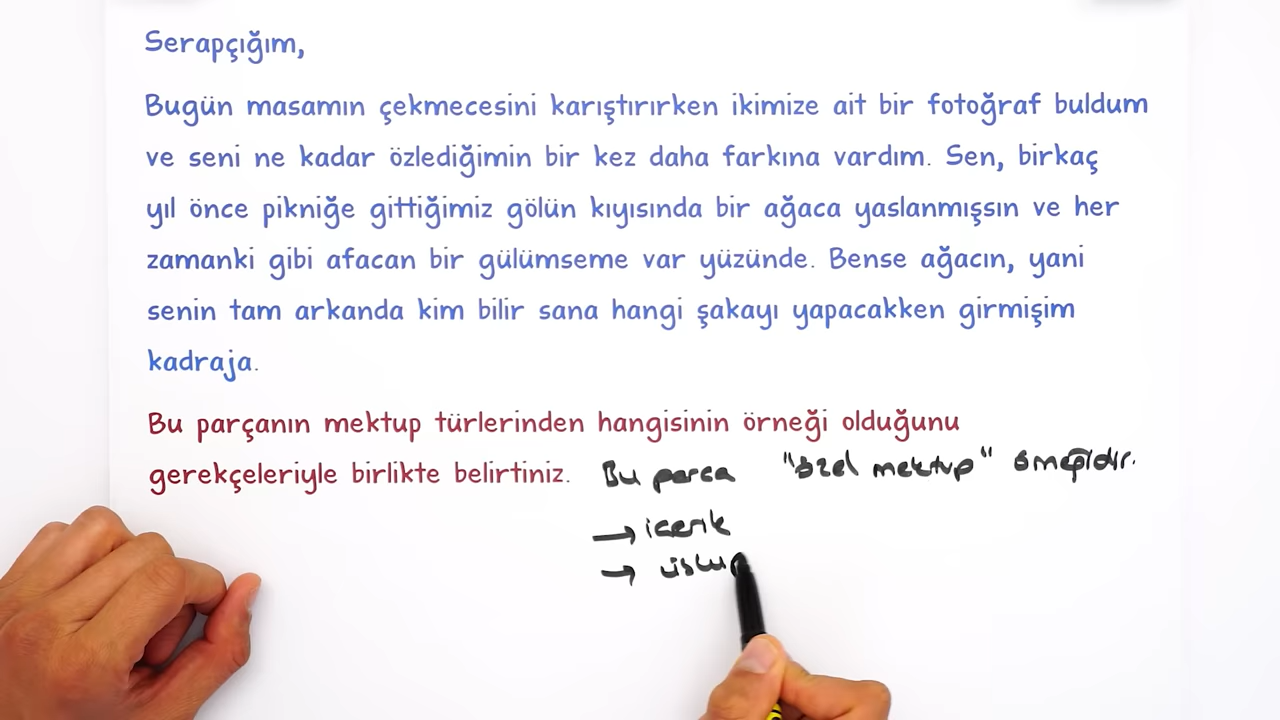 Serapçığım,
Bugün masamın çekmecesini karıştırırken ikimize ait bir fotoğraf buldum
ve seni ne kadar özlediğimin bir kez daha farkına vardım. Sen, birkaç
yıl önce pikniğe gittiğimiz gölün kıyısında bir ağaca yaslanmışsın ve her
zamanki gibi afacan bir gülümseme var yüzünde. Bense ağacın, yani
senin tam arkanda kim bilir sana hangi şakayı yapacakken girmişim
kadraja.
Bu parçanın mektup türlerinden hangisinin örneği olduğunu
gerekçeleriyle birlikte belirtiniz. Bu parca "özel mektup" örneğidir.
→ içerik
→ üslup